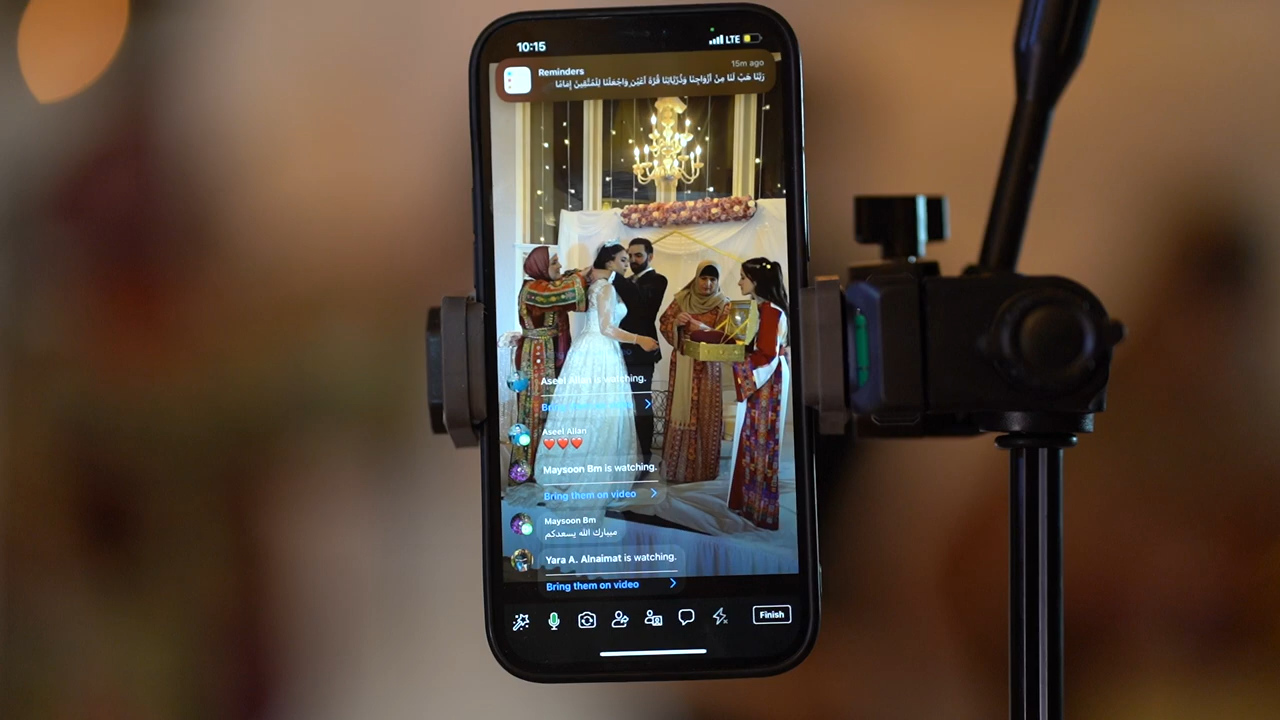 10:15
LTE
Reminders
15m ago
رَبَّنَا هَبْ لَنَا مِنْ أَزْوَاجِنَا وَذُرِّيَّاتِنَا قُرَّةَ أَعْيُنٍ وَاجْعَلْنَا لِلْمُتَّقِينَ إِمَامًا
Aseel Allan is watching.
Aseel Allan
❤️❤️❤️
Maysoon Bm is watching.
Bring them on video
Maysoon Bm
مبيارك الله يسعدكم
Yara A. Alnaimat is watching.
Bring them on video
Finish